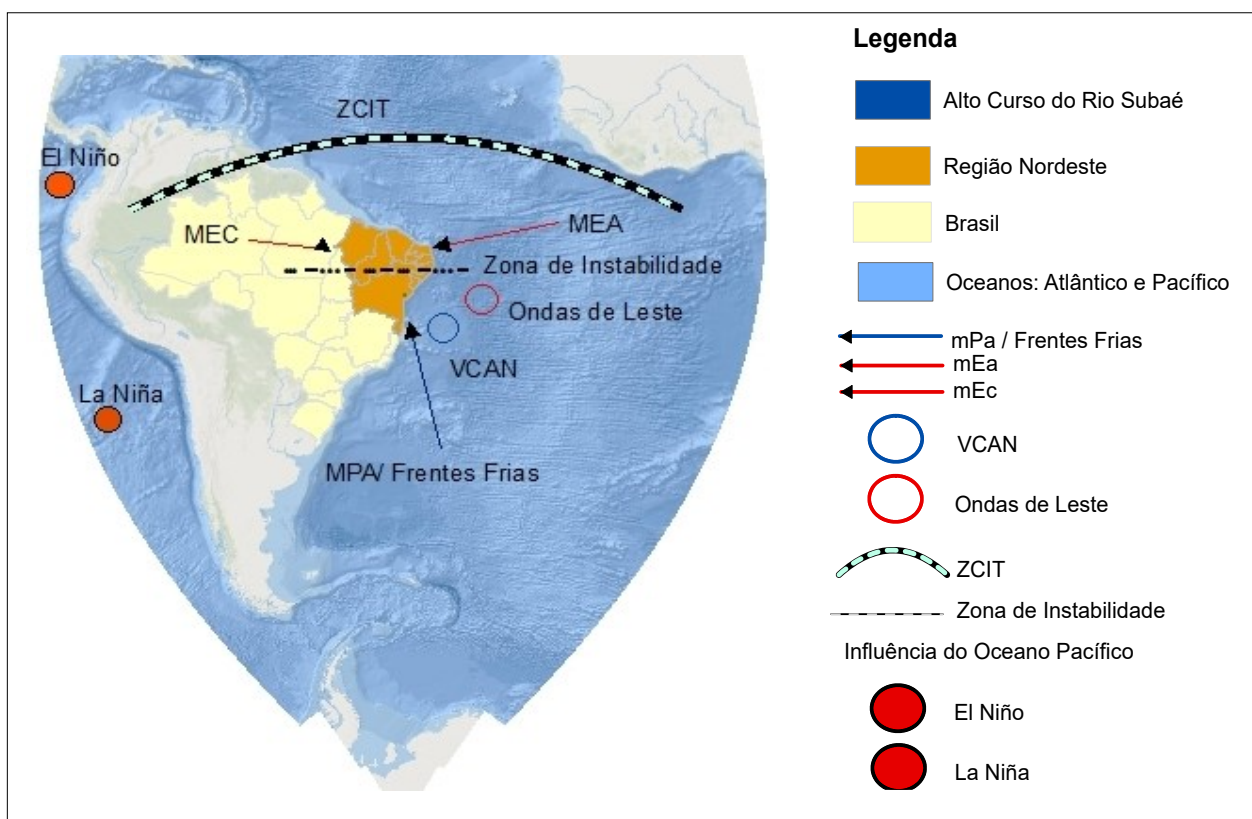 ZCIT
El Niño
MEC
MEA
Zona de Instabilidade
Ondas de Leste
VCAN
La Niña
MPA/ Frentes Frias
Legenda
Alto Curso do Rio Subaé
Região Nordeste
Brasil
Oceanos: Atlântico e Pacífico
mPa / Frentes Frias
mEa
mEc
VCAN
Ondas de Leste
ZCIT
Zona de Instabilidade
Influência do Oceano Pacífico
El Niño
La Niña